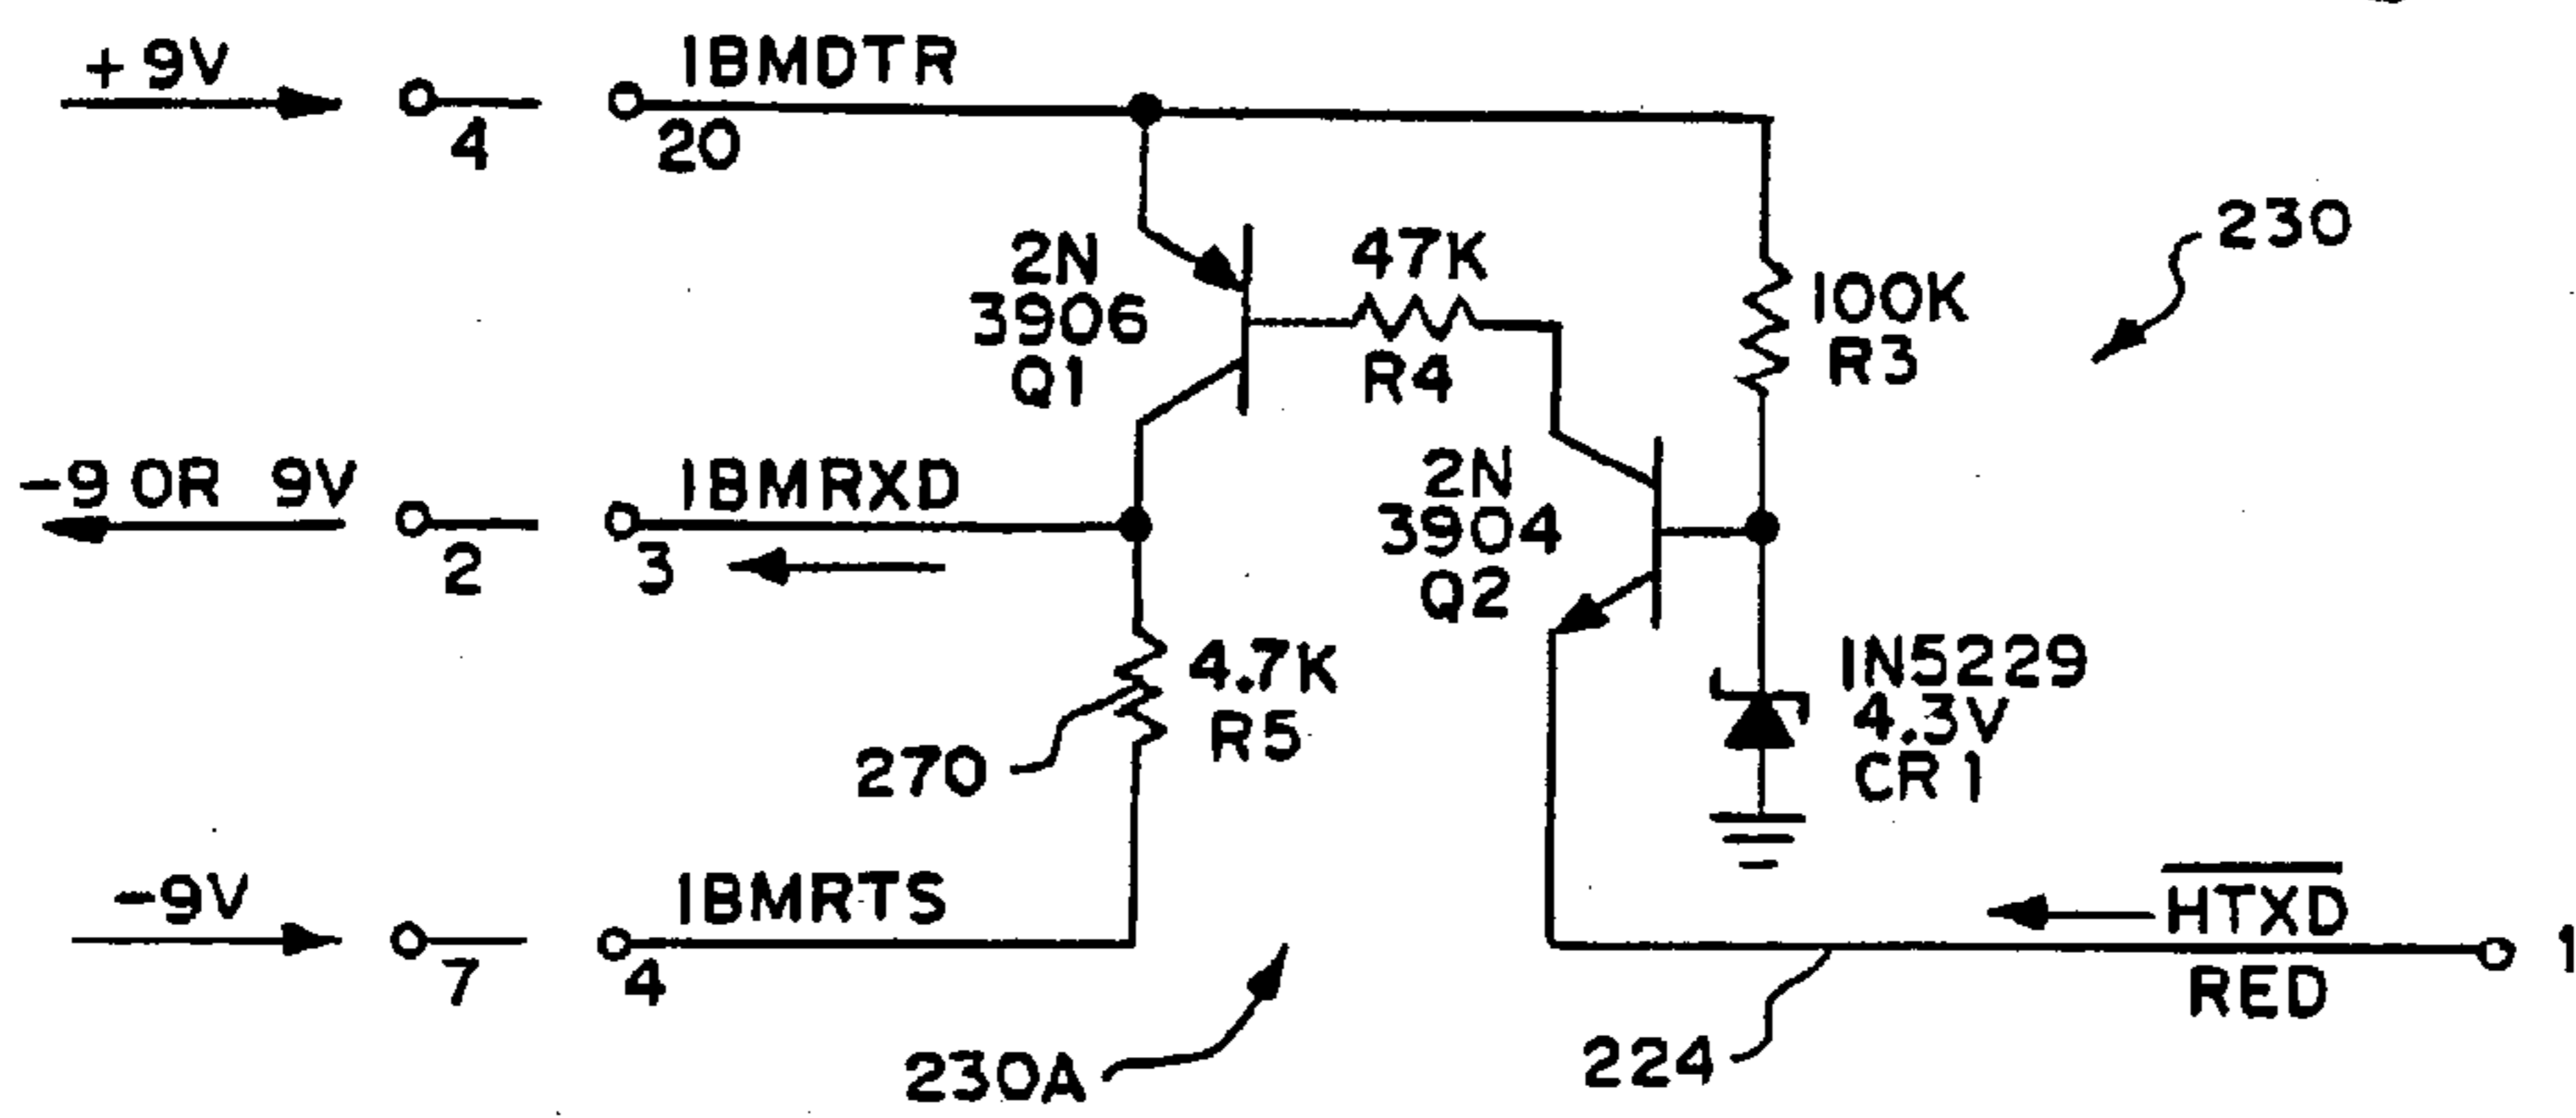 +9V
4
20
IBMDTR
2N
3906
Q1
47K
R4
100K
R3
230
-9 OR 9V
2
3
IBMRXD
2N
3904
Q2
4.7K
R5
270
IN5229
4.3V
CR1
-9V
7
4
IBMRTS
HTXD
RED
1
230A
224